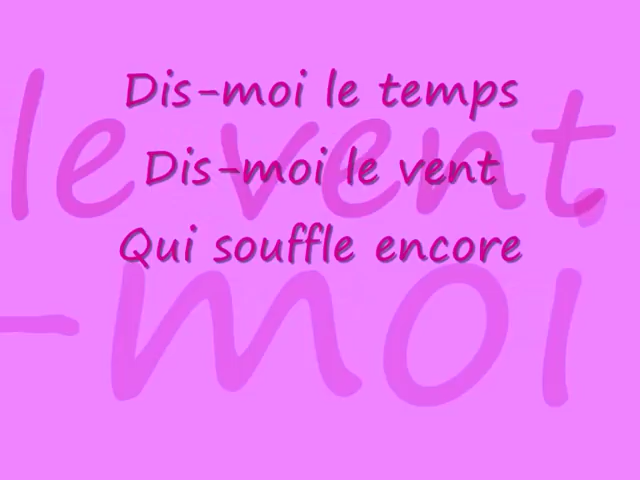 Dis-moi le temps
Dis-moi le vent
Qui souffle encore
le vent,
-moi